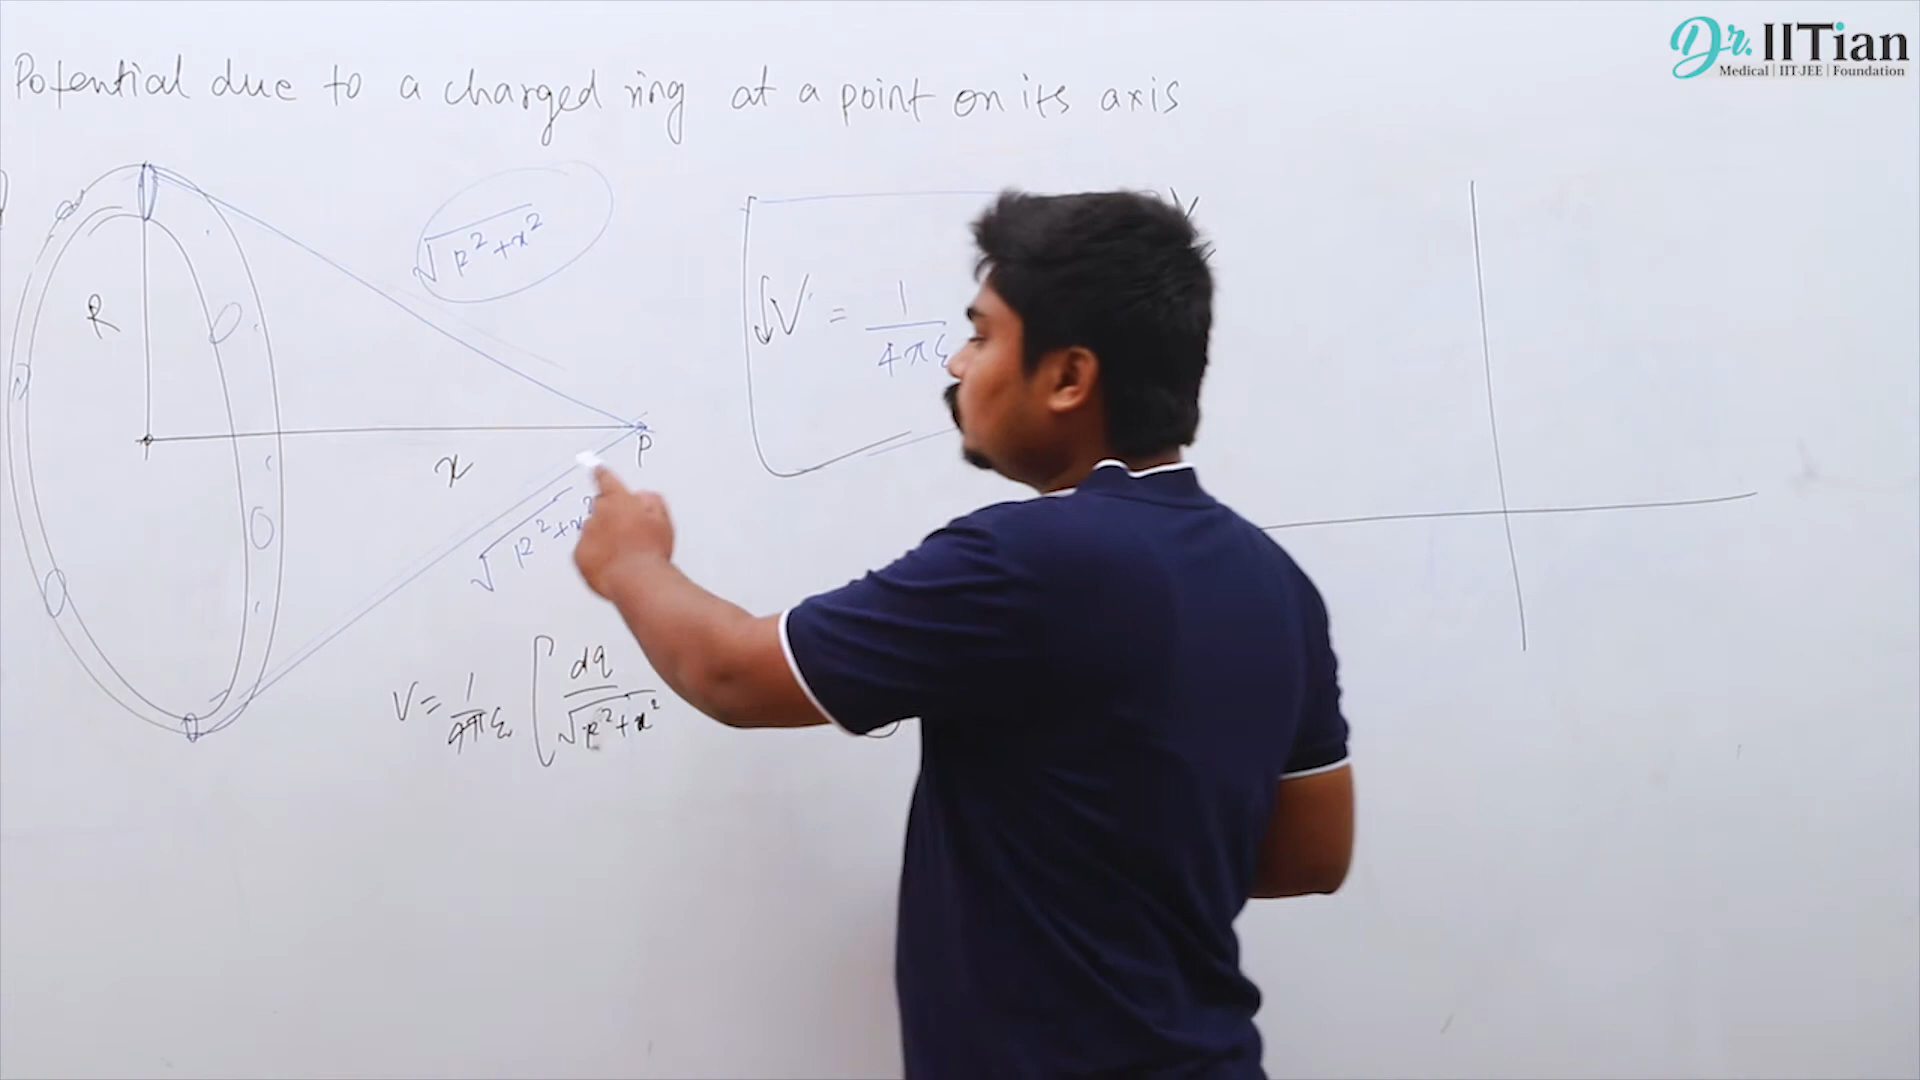 Dr. IITian
Medical | IIT-JEE | Foundation
Potential due to a charged ring at a point on its axis
√R²+x²
R
↓V = 1/4πε
x
P
√R²+x²
V = 1/4πε₀ ∫ dq/√R²+x²